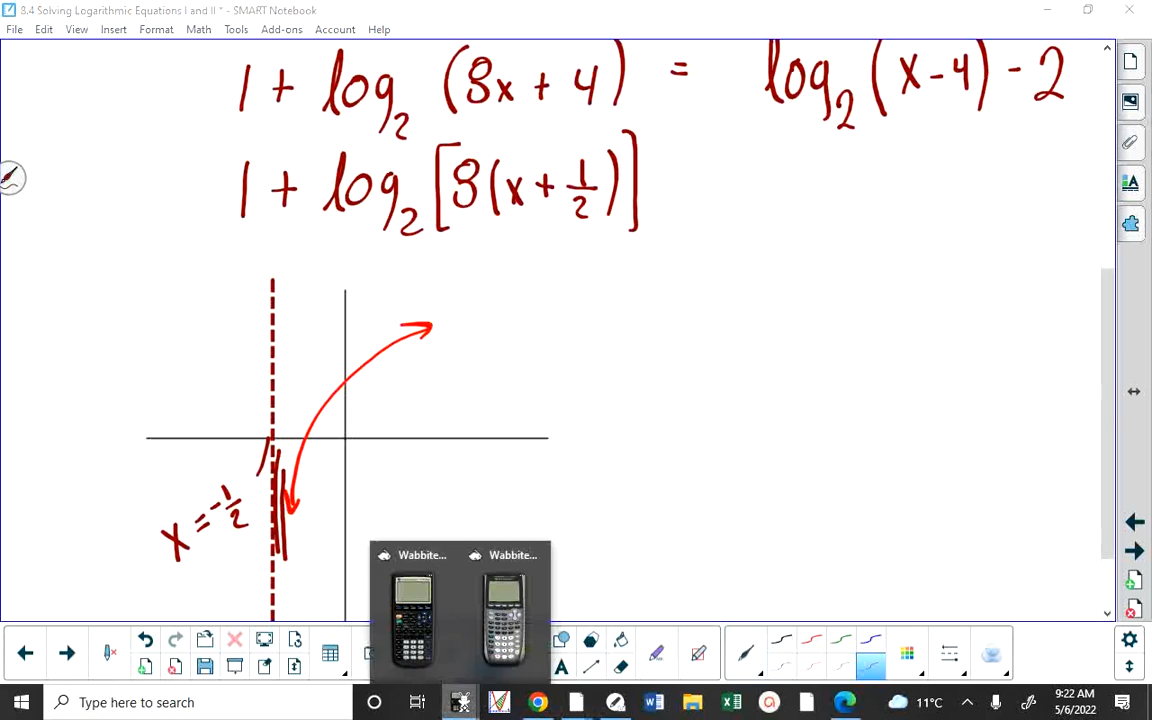 8.4 Solving Logarithmic Equations I and II * - SMART Notebook
File Edit View Insert Format Math Tools Add-ons Account Help
1 + log₂ (8x + 4) = log₂ (x - 4) - 2
1 + log₂ [8(x + 1/2)]
x = -1/2
Wabbite... Wabbite...
Type here to search
11°C
9:22 AM
5/6/2022